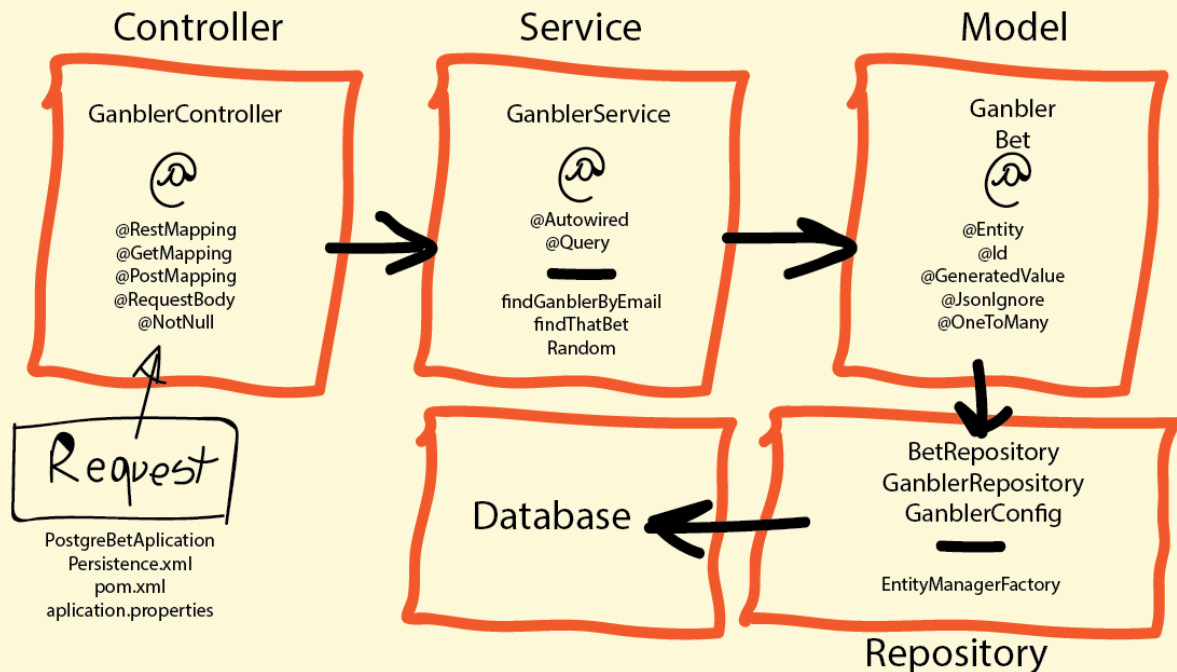 Controller
GanblerController
@
@RestMapping
@GetMapping
@PostMapping
@RequestBody
@NotNull
Request
PostgreBetAplication
Persistence.xml
pom.xml
aplication.properties
Service
GanblerService
@
@Autowired
@Query
findGanblerByEmail
findThatBet
Random
Model
Ganbler
Bet
@
@Entity
@Id
@GeneratedValue
@JsonIgnore
@OneToMany
BetRepository
GanblerRepository
GanblerConfig
EntityManagerFactory
Repository
Database